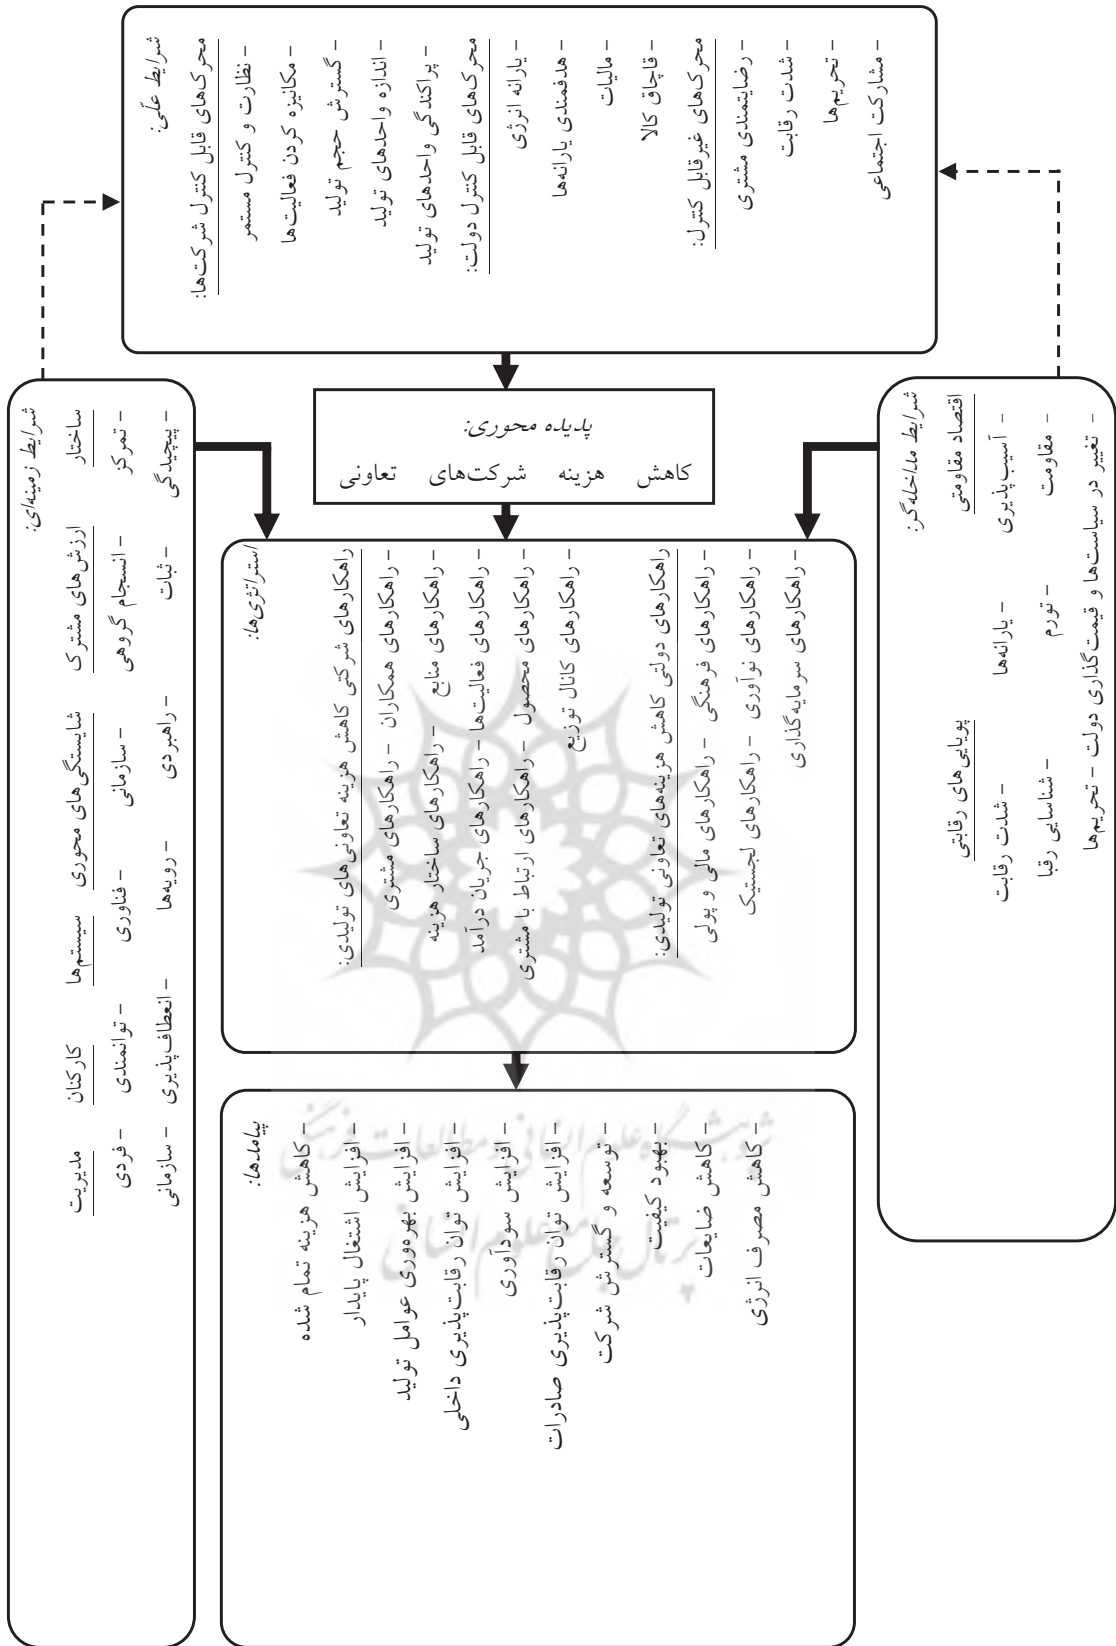 شرایط علّی:
محرک‌های قابل کنترل شرکت‌ها:
- نظارت و کنترل مستمر
- مکانیزه کردن فعالیت‌ها
- گسترش حجم تولید
- اندازه واحدهای تولید
- پراکندگی واحدهای تولید
محرک‌های قابل کنترل دولت:
- یارانه انرژی
- هدفمندی یارانه‌ها
- مالیات
- قاچاق کالا
محرک‌های غیرقابل کنترل:
- رضایتمندی مشتری
- شدت رقابت
- تحریم‌ها
- مشارکت اجتماعی
پدیده محوری:
کاهش هزینه شرکت‌های تعاونی
شرایط زمینه‌ای:
ساختار ارزش‌های مشترک شایستگی‌های محوری سیستم‌ها کارکنان مدیریت
- تمرکز - انسجام گروهی - سازمانی - فناوری - توانمندی - فردی
- پیچیدگی - ثبات - راهبردی - رویه‌ها - انعطاف‌پذیری - سازمانی
استراتژی‌ها:
راهکارهای شرکتی کاهش هزینه تعاونی‌های تولیدی:
- راهکارهای همکاران - راهکارهای مشتری
- راهکارهای منابع - راهکارهای ساختار هزینه
- راهکارهای فعالیت‌ها - راهکارهای جریان درآمد
- راهکارهای محصول - راهکارهای ارتباط با مشتری
- راهکارهای کانال توزیع
راهکارهای دولتی کاهش هزینه‌های تعاونی تولیدی:
- راهکارهای فرهنگی - راهکارهای مالی و پولی
- راهکارهای نوآوری - راهکارهای لجستیک
- راهکارهای سرمایه‌گذاری
شرایط مداخله‌گر:
اقتصاد مقاومتی پویایی‌های رقابتی
- آسیب‌پذیری - یارانه‌ها - شدت رقابت
- مقاومت - تورم - شناسایی رقبا
- تغییر در سیاست‌ها و قیمت‌گذاری دولت - تحریم‌ها
پیامدها:
- کاهش هزینه تمام شده
- افزایش اشتغال پایدار
- افزایش بهره‌وری عوامل تولید
- افزایش توان رقابت‌پذیری داخلی
- افزایش سودآوری
- افزایش توان رقابت‌پذیری صادرات
- توسعه و گسترش شرکت
- بهبود کیفیت
- کاهش ضایعات
- کاهش مصرف انرژی
پژوهشگاه علوم انسانی و مطالعات فرهنگی
پرتال جامع علوم انسانی